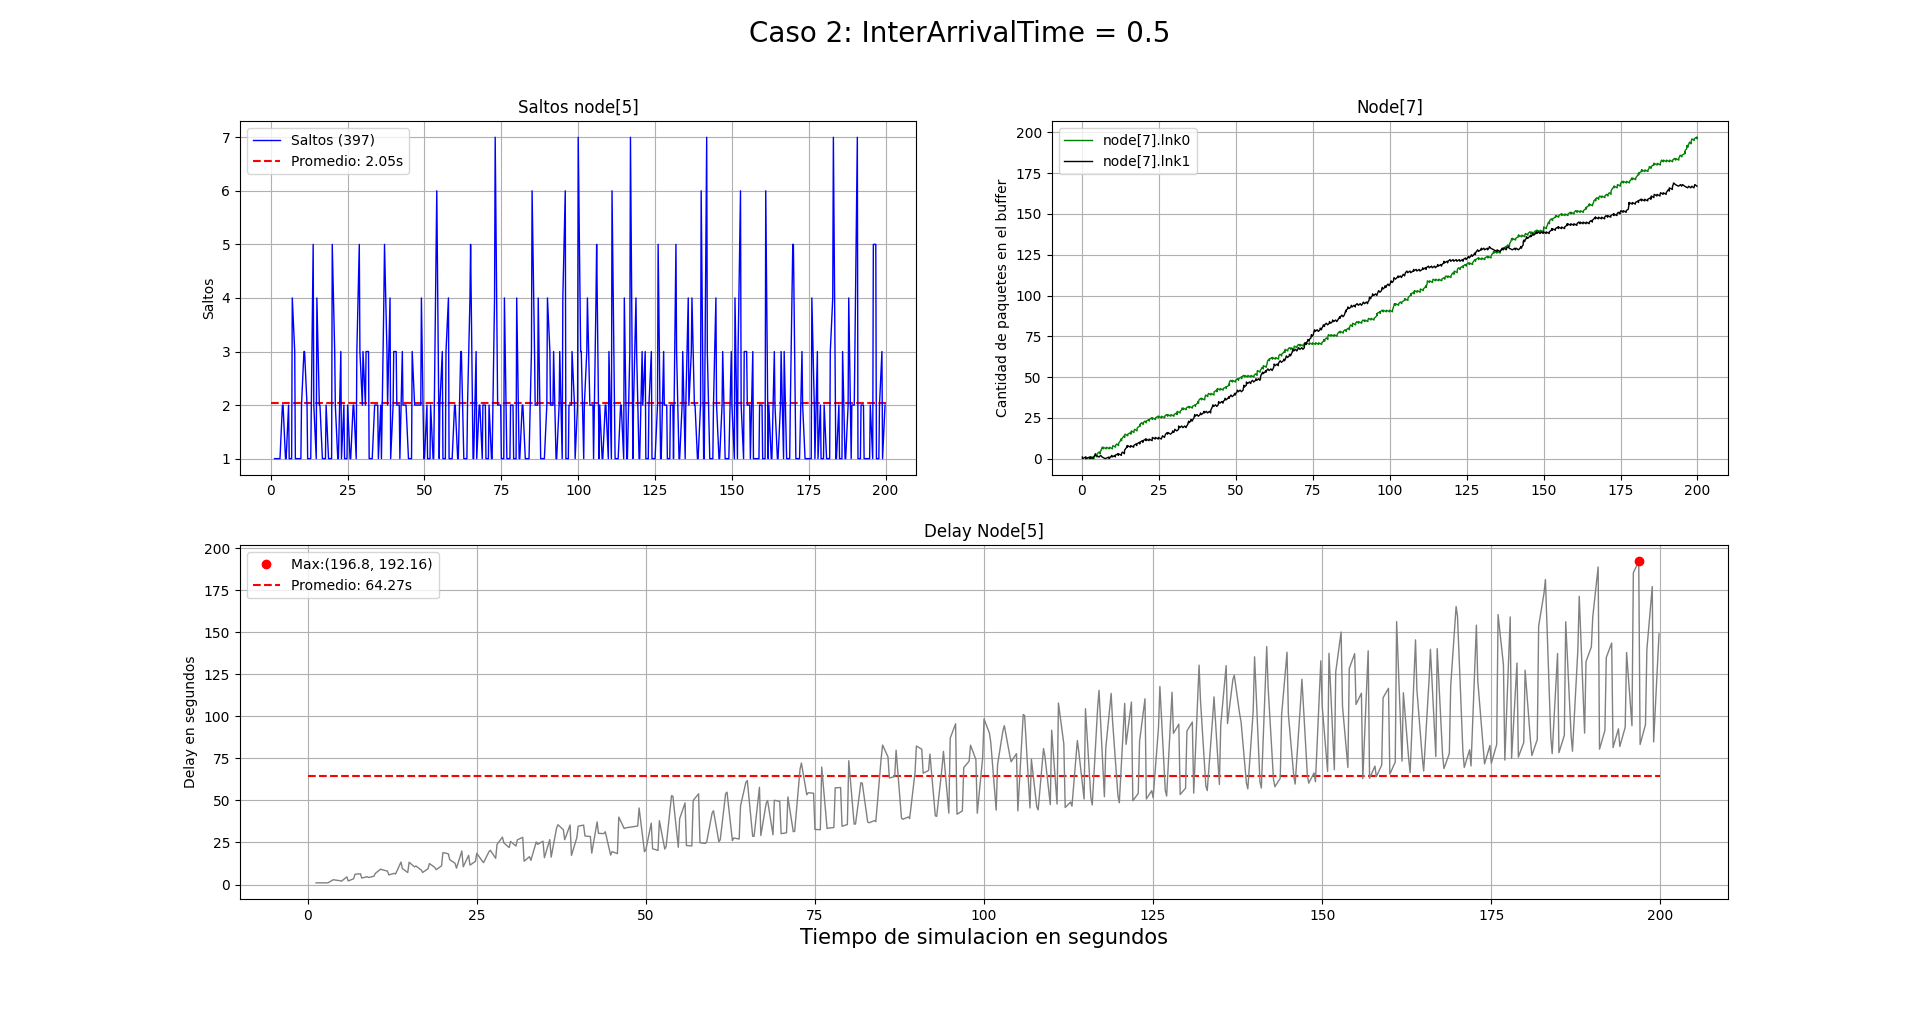 Caso 2: InterArrivalTime = 0.5
Saltos node[5]
Saltos (397)
Promedio: 2.05s
7
6
5
4
3
2
1
Saltos
0 25 50 75 100 125 150 175 200
Node[7]
node[7].lnk0
node[7].lnk1
200
175
150
125
100
75
50
25
0
Cantidad de paquetes en el buffer
0 25 50 75 100 125 150 175 200
Delay Node[5]
Max:(196.8, 192.16)
Promedio: 64.27s
200
175
150
125
100
75
50
25
0
Delay en segundos
0 25 50 75 100 125 150 175 200
Tiempo de simulacion en segundos